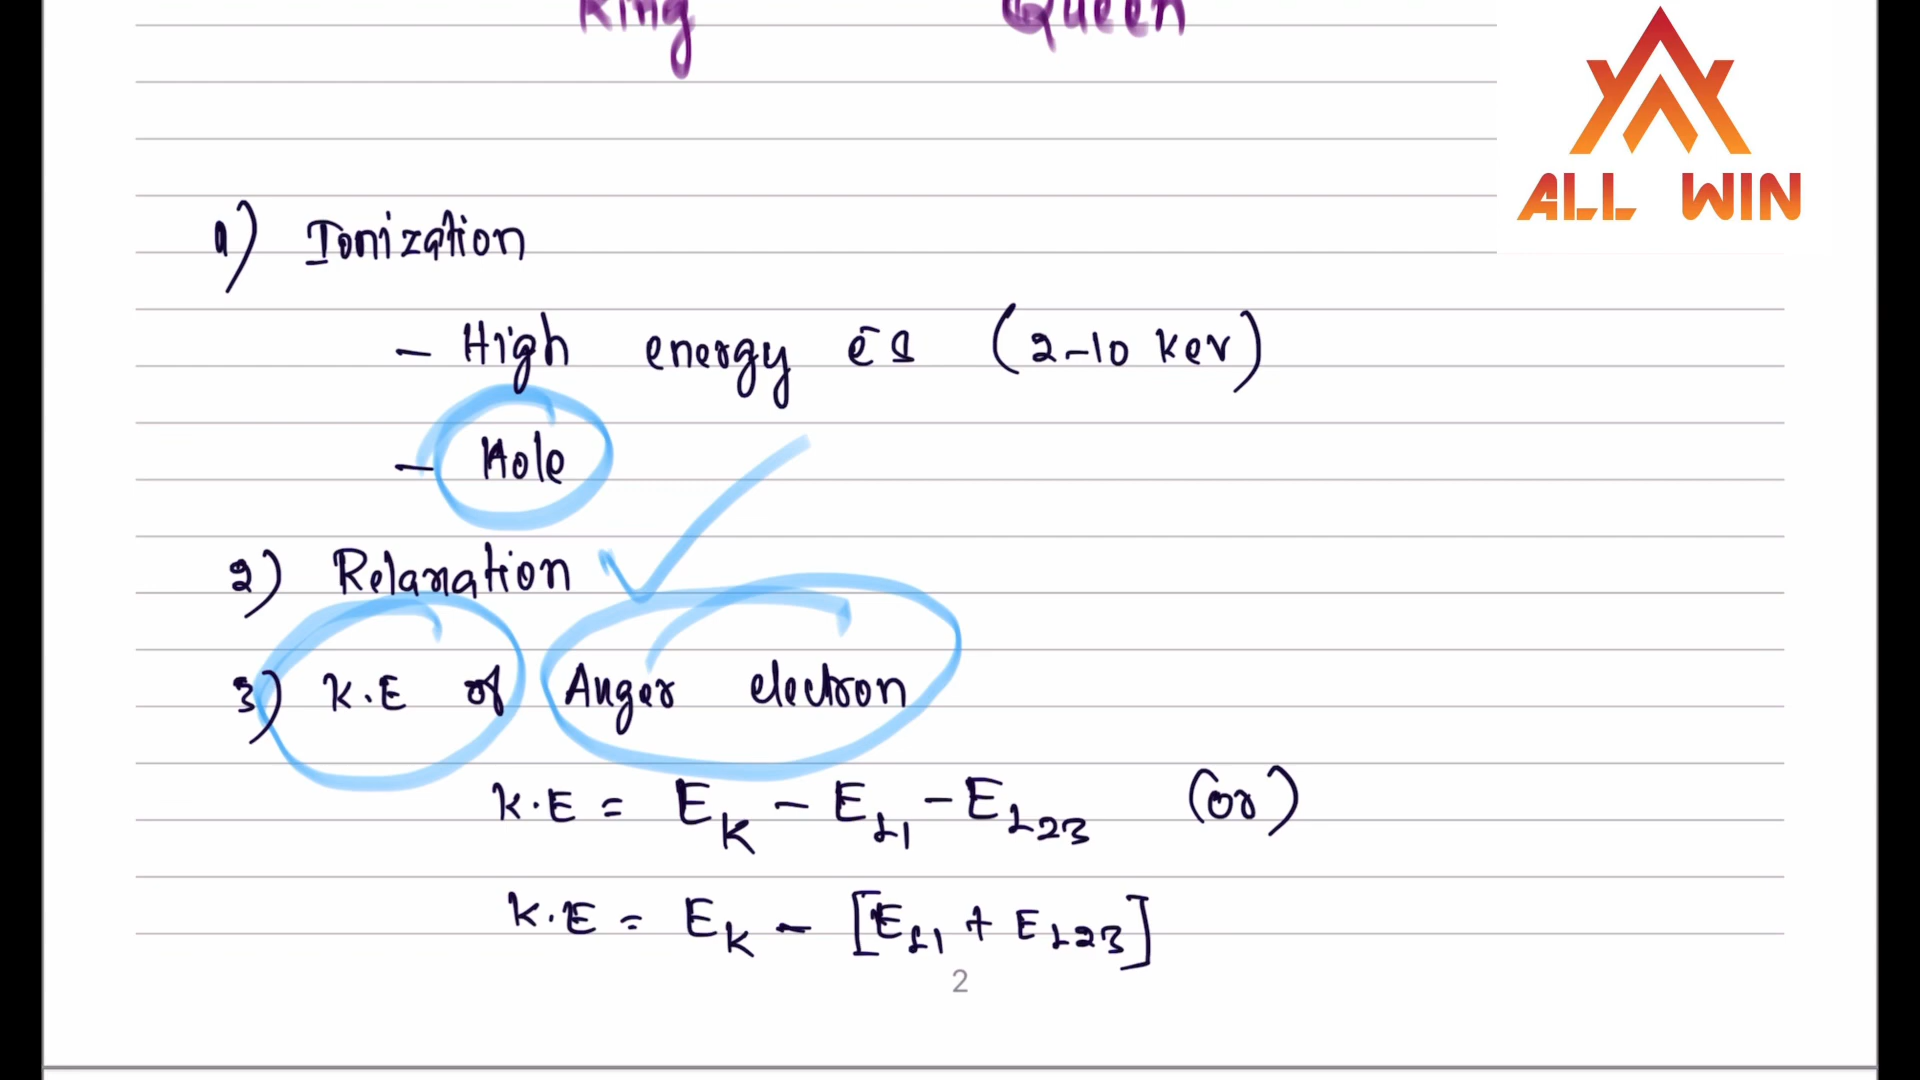 King Queen
ALL WIN
1) Ionization
- High energy ēs (2-10 kev)
- Hole
2) Relaxation
3) K.E of Auger electron
K.E = E_K - E_L1 - E_L23 (or)
K.E = E_K - [E_L1 + E_L23]
2